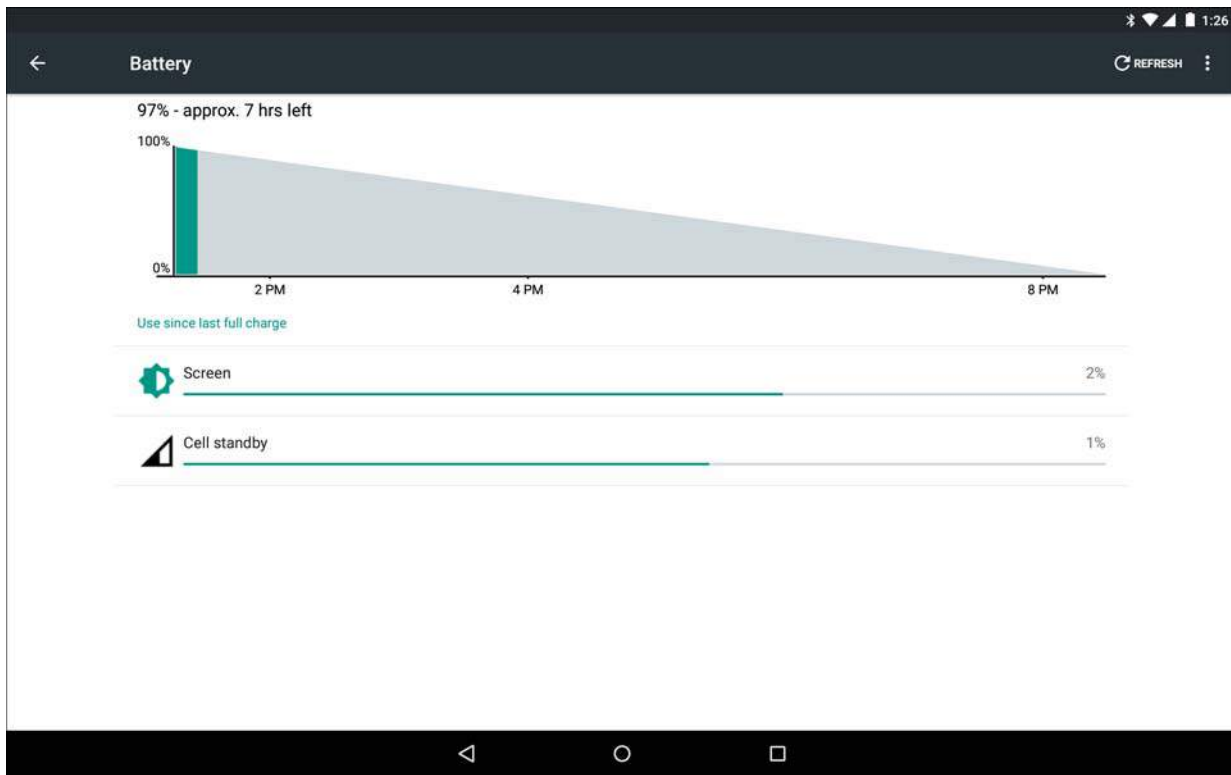 1:26
Battery
REFRESH
97% - approx. 7 hrs left
100%
0%
2 PM 4 PM 8 PM
Use since last full charge
Screen 2%
Cell standby 1%